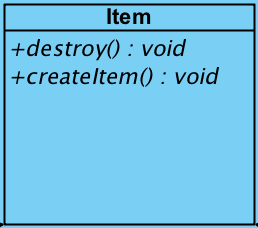 Item
+destroy() : void
+createItem() : void